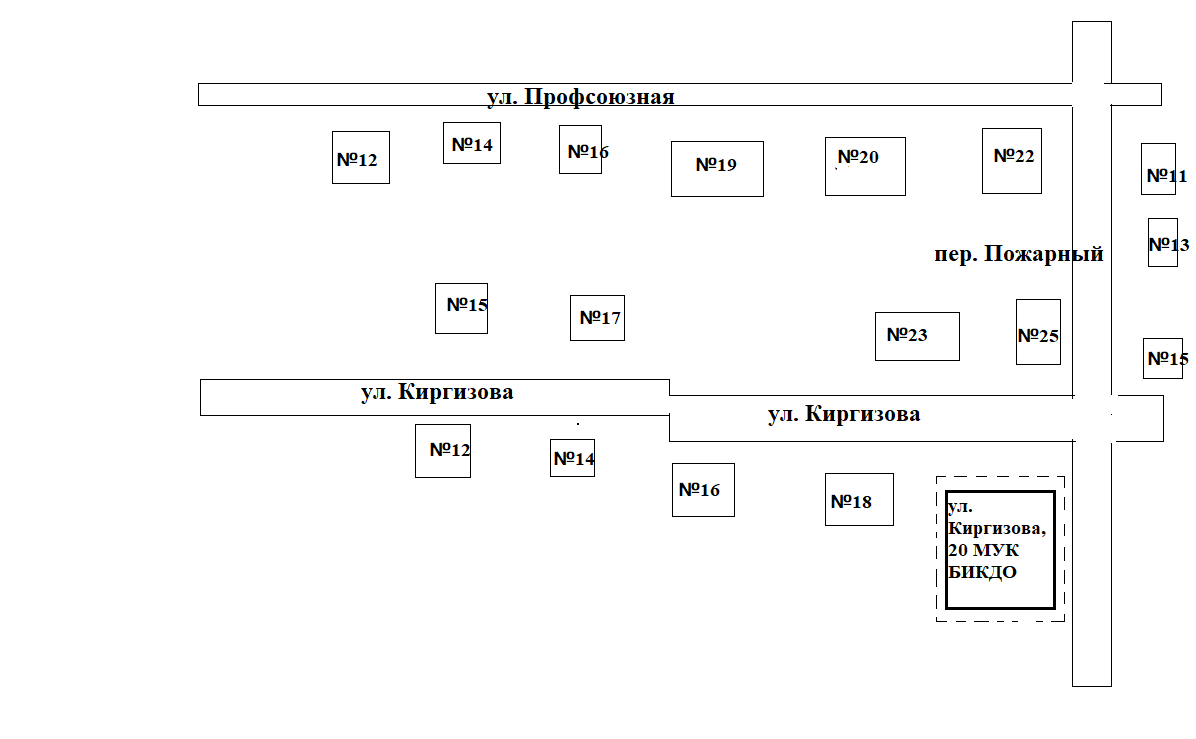 ул. Профсоюзная
№12
№14
№16
№19
№20
№22
№11
№13
пер. Пожарный
№15
№17
№23
№25
№15
ул. Киргизова
ул. Киргизова
№12
№14
№16
№18
ул.
Киргизова,
20 МУК
БИКДО